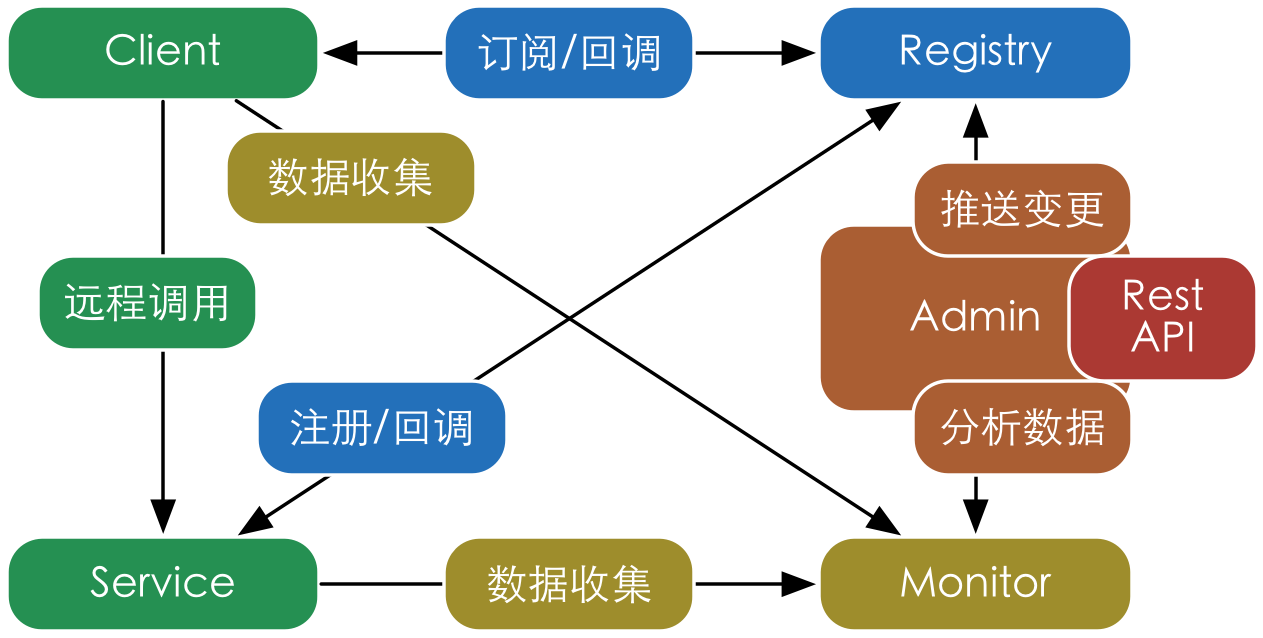 Client
订阅/回调
Registry
数据收集
推送变更
远程调用
Admin
Rest
API
注册/回调
分析数据
Service
数据收集
Monitor